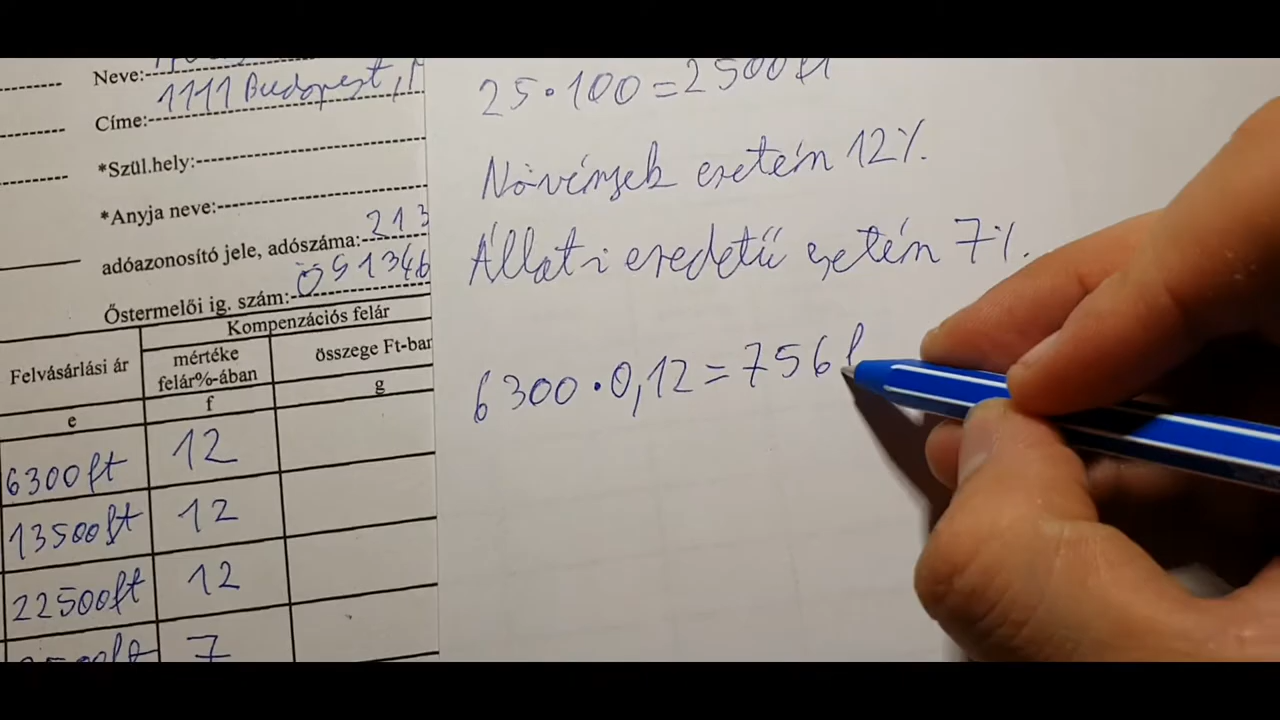 Neve:
1111 Budapest,
Címe:
*Szül.hely:
*Anyja neve:
adóazonosító jele, adószáma: 213
Őstermelői ig. szám: 051346
Felvásárlási ár
Kompenzációs felár
mértéke
felár%-ában
összege Ft-ban
e
f
g
6300ft
12
13500ft
12
22500ft
12
7
25·100=2500ft
Növények esetén 12%.
Állati eredetű esetén 7%.
6300·0,12=756f